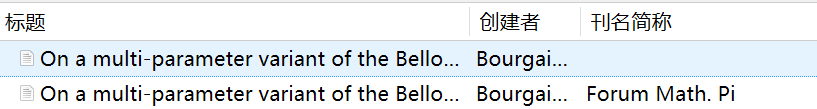 标题 创建者 刊名简称
On a multi-parameter variant of the Bello... Bourgai...
On a multi-parameter variant of the Bello... Bourgai... Forum Math. Pi